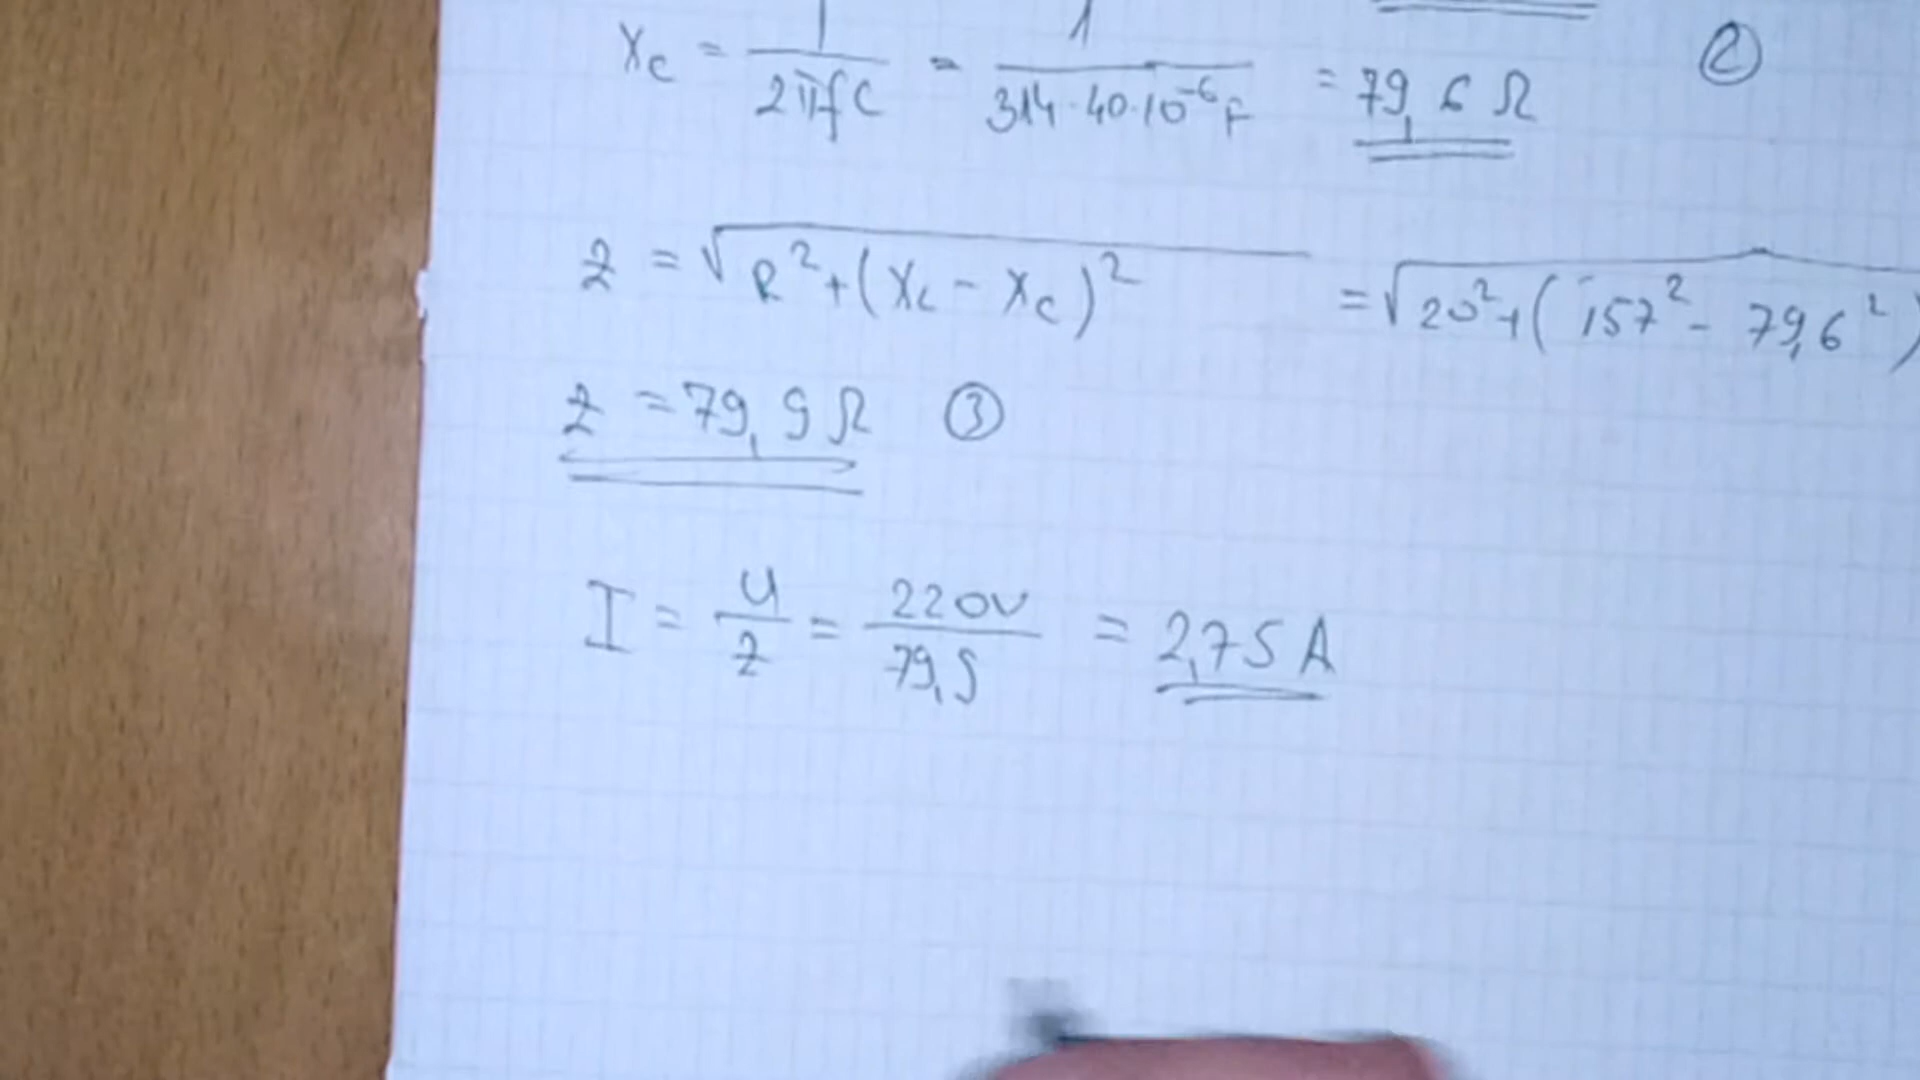 Xc = 1/2πfC = 1/314·40·10⁻⁶F = 79,6 Ω ②
Z = √R²+(XL - Xc)² = √20²+(157² - 79,6²)
Z = 79,9Ω ③
I = U/Z = 220V/79,9 = 2,75 A